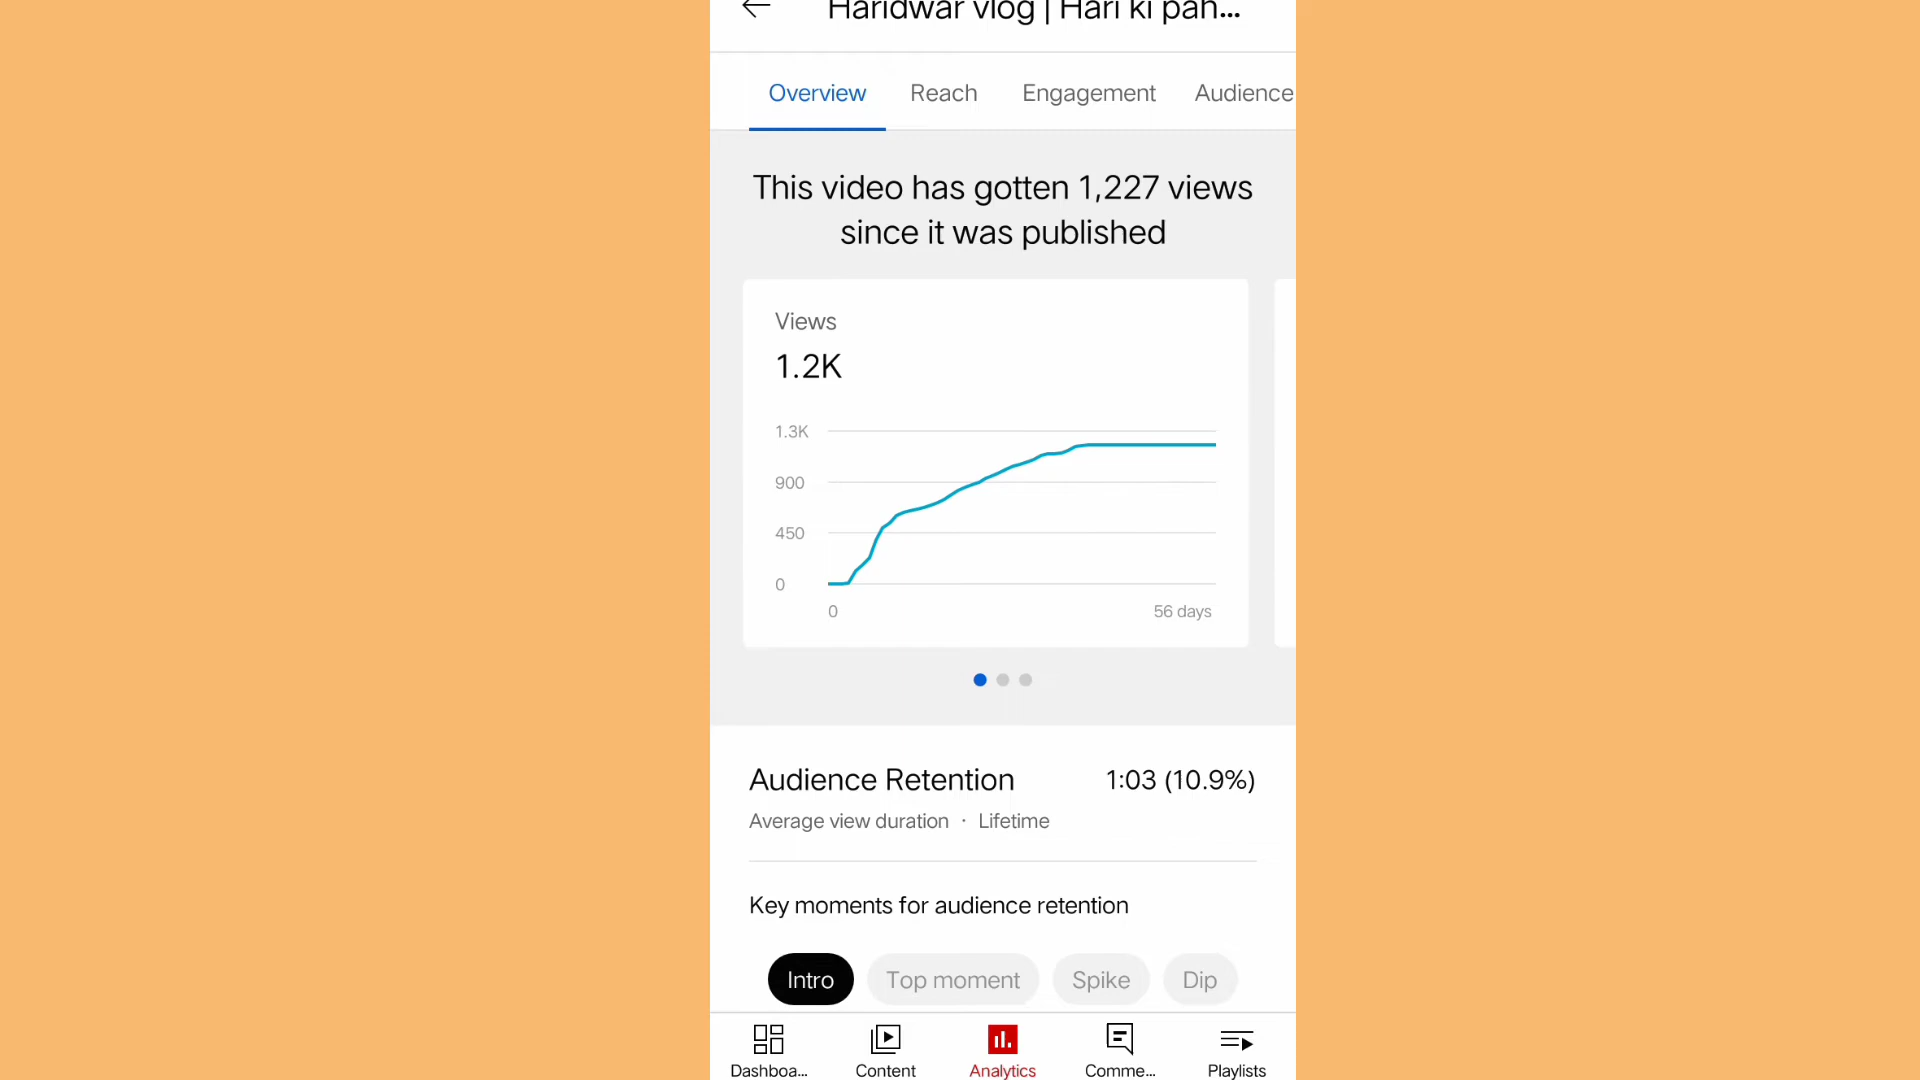 Haridwar vlog | Hari ki pah...
Overview Reach Engagement Audience
This video has gotten 1,227 views
since it was published
Views
1.2K
1.3K
900
450
0
0 56 days
Audience Retention 1:03 (10.9%)
Average view duration · Lifetime
Key moments for audience retention
Intro Top moment Spike Dip
Dashboa... Content Analytics Comme... Playlists